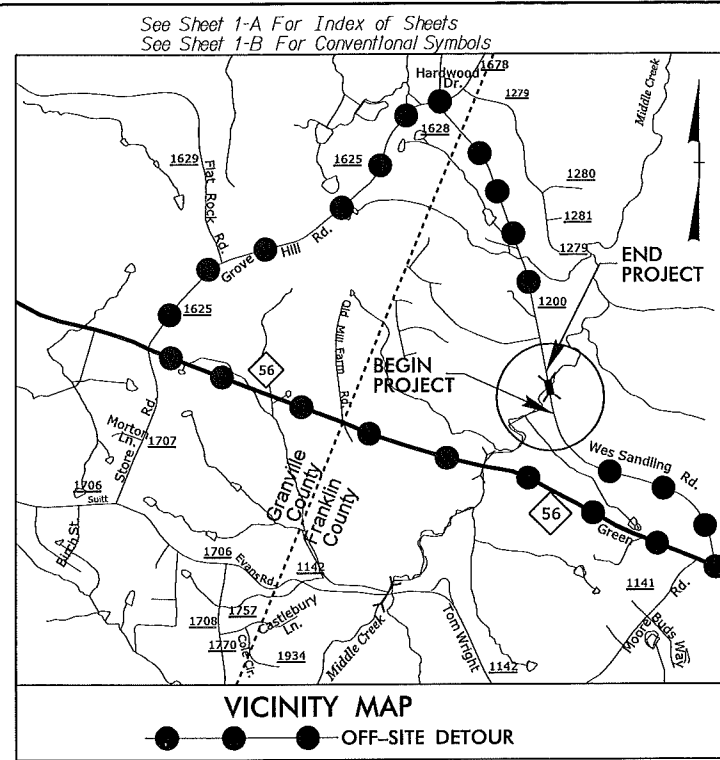 See Sheet 1-A For Index of Sheets
See Sheet 1-B For Conventional Symbols
Hardwood
Dr.
1678
1279
Middle Creek
1628
1629
1625
Flat Rock Rd.
1280
1281
1279
Grove Hill Rd.
END
PROJECT
1625
1200
Old Mill Farm Rd.
56
BEGIN
PROJECT
Morton
Ln.
Store Rd.
1707
Wes Sandling Rd.
Granville
County
Franklin
County
1706
Suitt
56
Green
Birch St.
1706
Evans Rd.
1142
1141
Moore Rd.
1757
Castlebury
Ln.
1708
Buds Way
Tom Wright
1770
Cole Cir.
1934
Middle Creek
1142
VICINITY MAP
OFF-SITE DETOUR